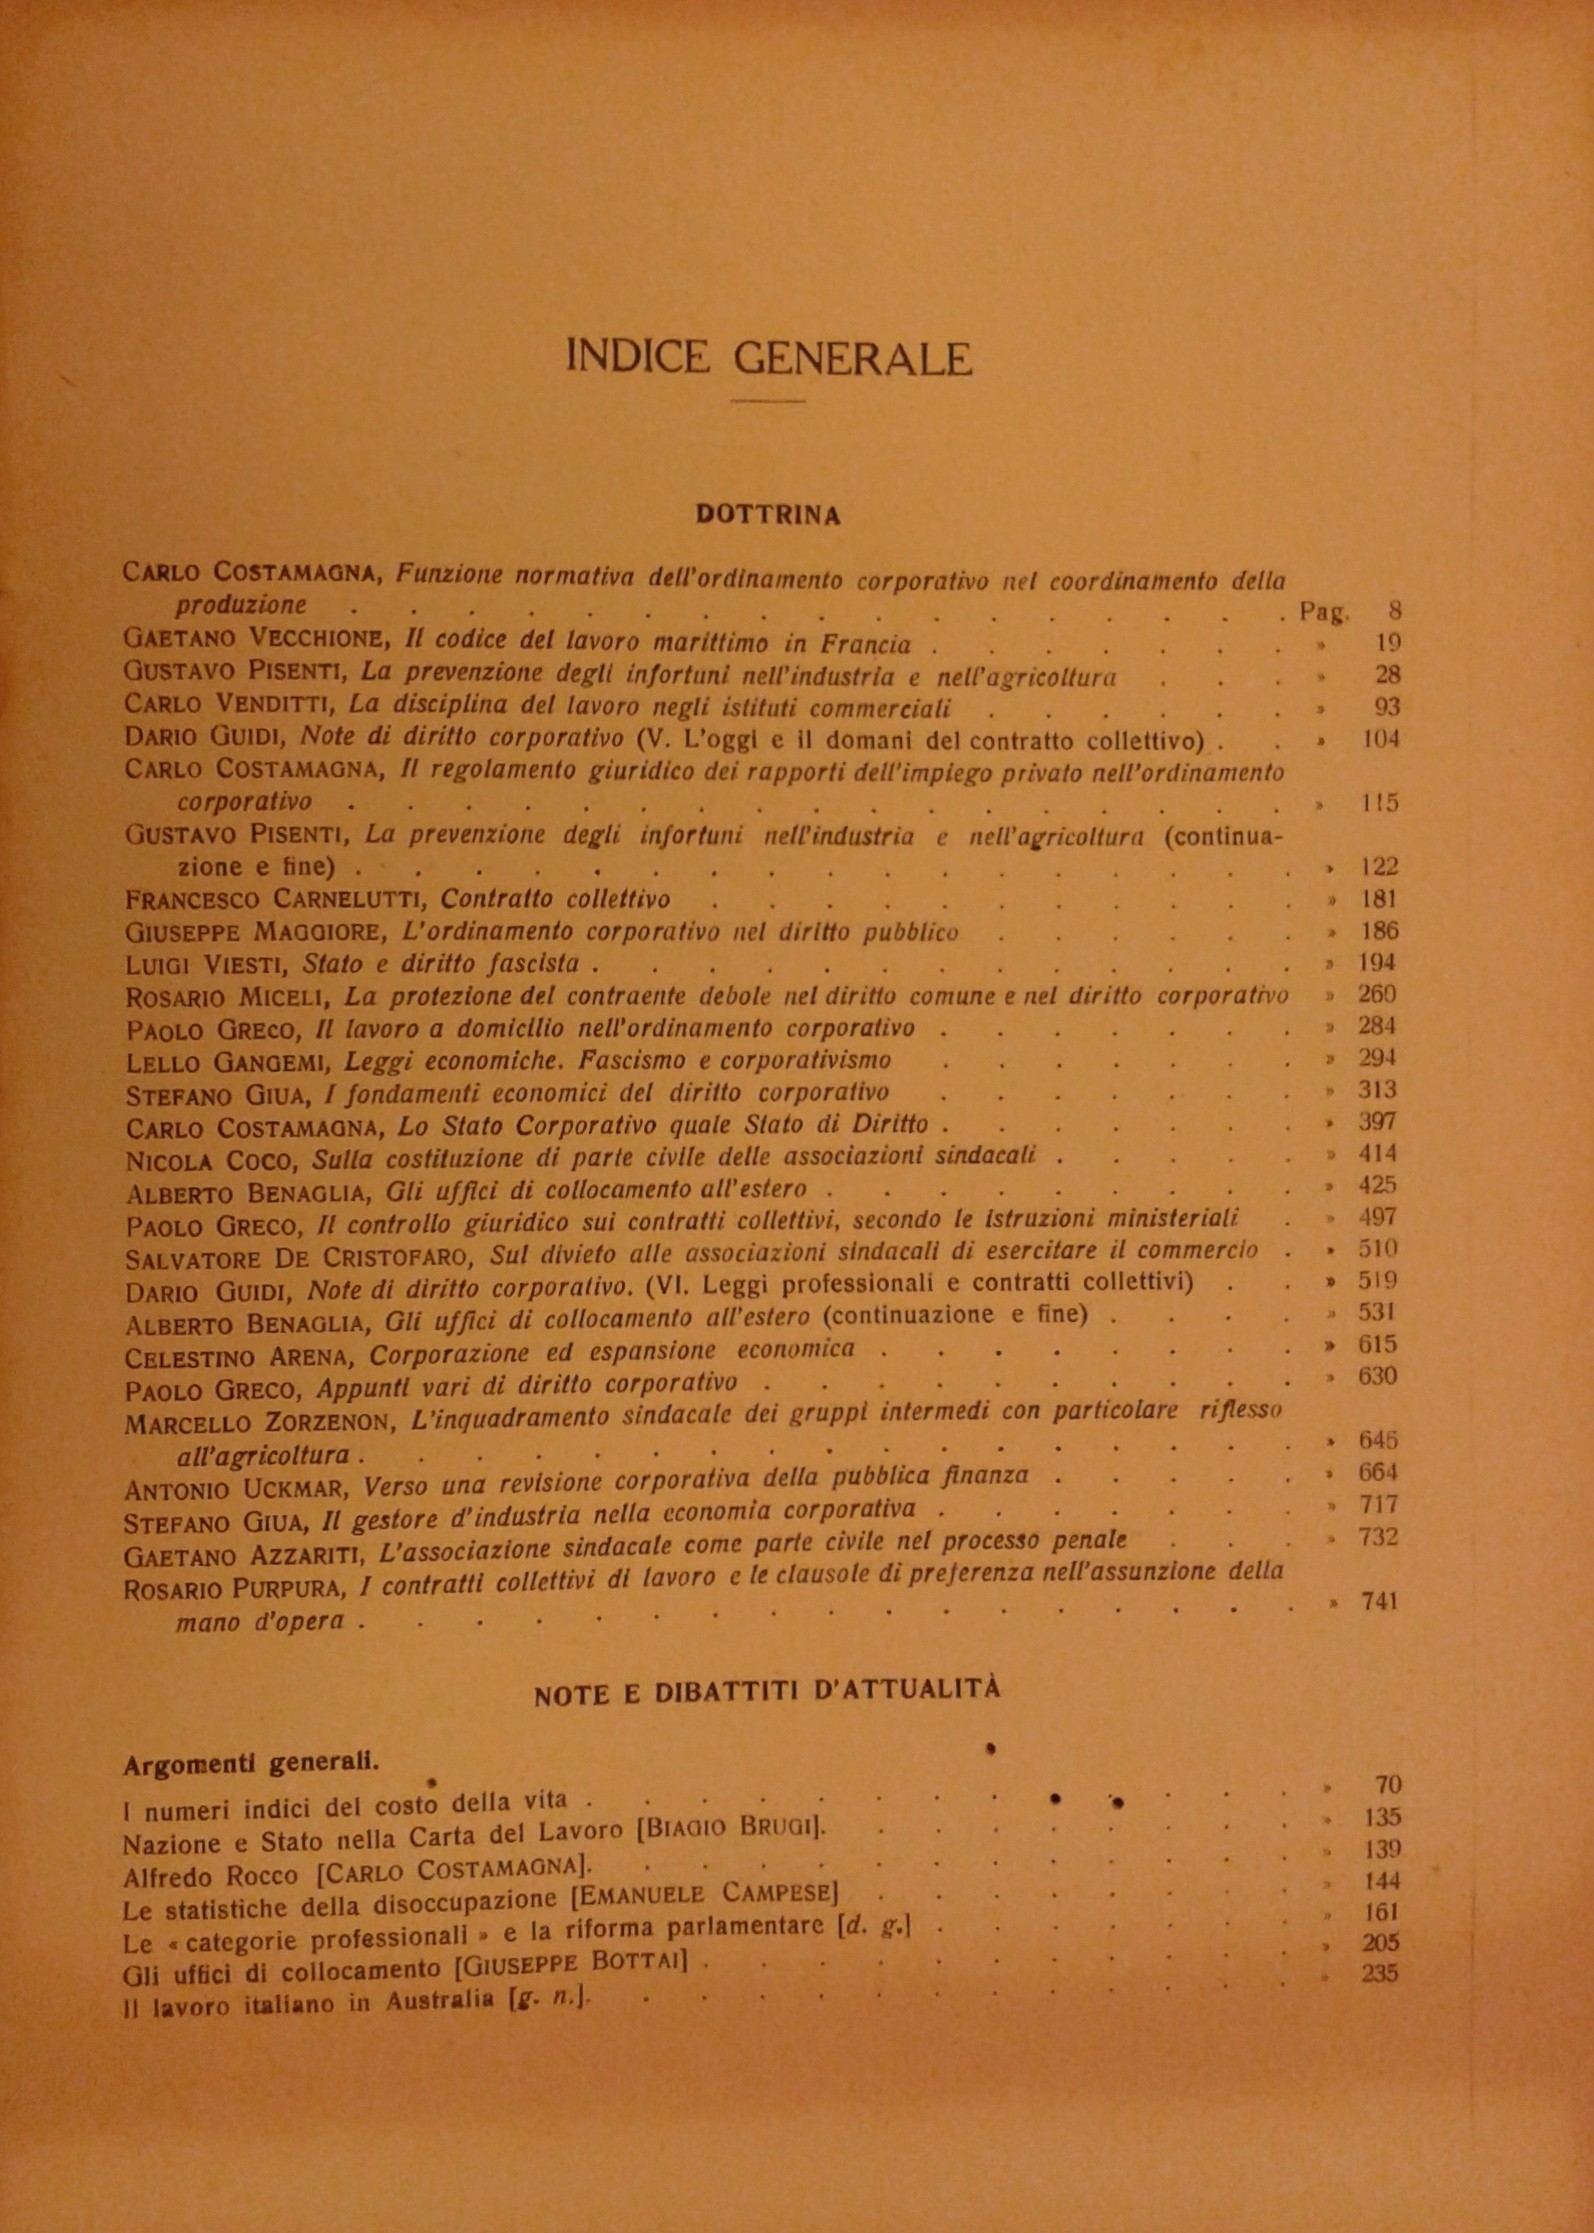 INDICE GENERALE
DOTTRINA
CARLO COSTAMAGNA, Funzione normativa dell'ordinamento corporativo nel coordinamento della
produzione . . . . . . . . . . . . . . . . . Pag. 8
GAETANO VECCHIONE, Il codice del lavoro marittimo in Francia . . . . . . . » 19
GUSTAVO PISENTI, La prevenzione degli infortuni nell'industria e nell'agricoltura . . . » 28
CARLO VENDITTI, La disciplina del lavoro negli istituti commerciali . . . . . . » 93
DARIO GUIDI, Note di diritto corporativo (V. L'oggi e il domani del contratto collettivo) . . » 104
CARLO COSTAMAGNA, Il regolamento giuridico dei rapporti dell'impiego privato nell'ordinamento
corporativo . . . . . . . . . . . . . . . . . » 115
GUSTAVO PISENTI, La prevenzione degli infortuni nell'industria e nell'agricoltura (continua-
zione e fine) . . . . . . . . . . . . . . . . . » 122
FRANCESCO CARNELUTTI, Contratto collettivo . . . . . . . . . . . » 181
GIUSEPPE MAGGIORE, L'ordinamento corporativo nel diritto pubblico . . . . . . » 186
LUIGI VIESTI, Stato e diritto fascista . . . . . . . . . . . . . » 194
ROSARIO MICELI, La protezione del contraente debole nel diritto comune e nel diritto corporativo » 260
PAOLO GRECO, Il lavoro a domicilio nell'ordinamento corporativo . . . . . . . » 284
LELLO GANGEMI, Leggi economiche. Fascismo e corporativismo . . . . . . . » 294
STEFANO GIUA, I fondamenti economici del diritto corporativo . . . . . . . » 313
CARLO COSTAMAGNA, Lo Stato Corporativo quale Stato di Diritto . . . . . . . » 397
NICOLA COCO, Sulla costituzione di parte civile delle associazioni sindacali . . . . . » 414
ALBERTO BENAGLIA, Gli uffici di collocamento all'estero . . . . . . . . . » 425
PAOLO GRECO, Il controllo giuridico sui contratti collettivi, secondo le istruzioni ministeriali . » 497
SALVATORE DE CRISTOFARO, Sul divieto alle associazioni sindacali di esercitare il commercio . » 510
DARIO GUIDI, Note di diritto corporativo. (VI. Leggi professionali e contratti collettivi) . . » 519
ALBERTO BENAGLIA, Gli uffici di collocamento all'estero (continuazione e fine) . . . . » 531
CELESTINO ARENA, Corporazione ed espansione economica . . . . . . . . » 615
PAOLO GRECO, Appunti vari di diritto corporativo . . . . . . . . . . » 630
MARCELLO ZORZENON, L'inquadramento sindacale dei gruppi intermedi con particolare riflesso
all'agricoltura . . . . . . . . . . . . . . . . . » 646
ANTONIO UCKMAR, Verso una revisione corporativa della pubblica finanza . . . . . » 664
STEFANO GIUA, Il gestore d'industria nella economia corporativa . . . . . . . » 717
GAETANO AZZARITI, L'associazione sindacale come parte civile nel processo penale . . . » 732
ROSARIO PURPURA, I contratti collettivi di lavoro e le clausole di preferenza nell'assunzione della
mano d'opera . . . . . . . . . . . . . . . . . » 741
NOTE E DIBATTITI D'ATTUALITÀ
Argomenti generali.
I numeri indici del costo della vita . . . . . . . . . . . . . » 70
Nazione e Stato nella Carta del Lavoro [BIAGIO BRUGI]. . . . . . . . . » 135
Alfredo Rocco [CARLO COSTAMAGNA]. . . . . . . . . . . . . » 139
Le statistiche della disoccupazione [EMANUELE CAMPESE] . . . . . . . . » 144
Le « categorie professionali » e la riforma parlamentare [d. g.] . . . . . . . » 161
Gli uffici di collocamento [GIUSEPPE BOTTAI] . . . . . . . . . . . » 205
Il lavoro italiano in Australia [g. n.]. . . . . . . . . . . . . » 235